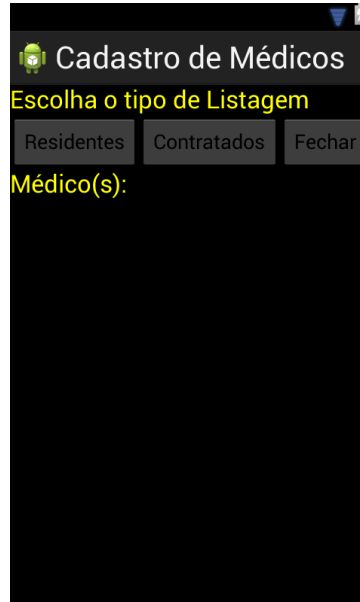 Cadastro de Médicos
Escolha o tipo de Listagem
Residentes Contratados Fechar
Médico(s):